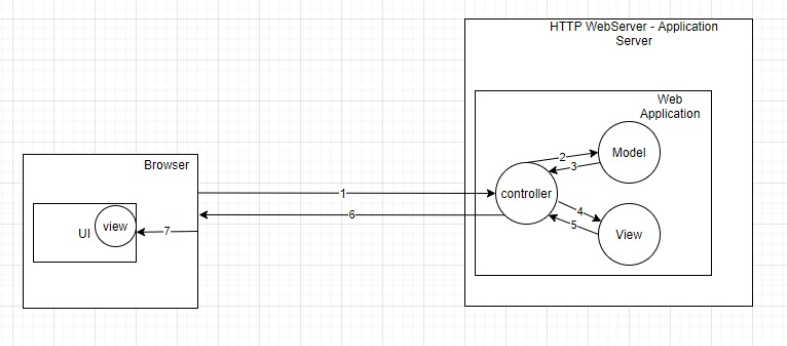 HTTP WebServer - Application
Server
Web
Application
Model
2
3
Browser
1
controller
6
4
5
View
view
UI
7